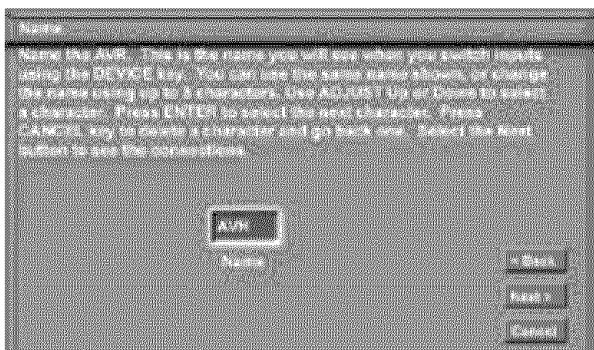 Name
Name the AVR. This is the name you will see when you switch inputs
using the DEVICE key. You can use the same name shown, or change
the name using up to 8 characters. Use ADJUST Up or Down to select
a character. Press ENTER to select the next character. Press
CANCEL key to delete a character and go back one. Select the Next
button to see the connections.
AVR
Name
< Back
Next >
Cancel